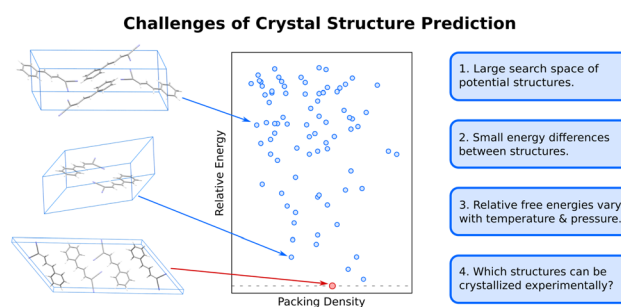 Challenges of Crystal Structure Prediction
Relative Energy
Packing Density
1. Large search space of
potential structures.
2. Small energy differences
between structures.
3. Relative free energies vary
with temperature & pressure.
4. Which structures can be
crystallized experimentally?